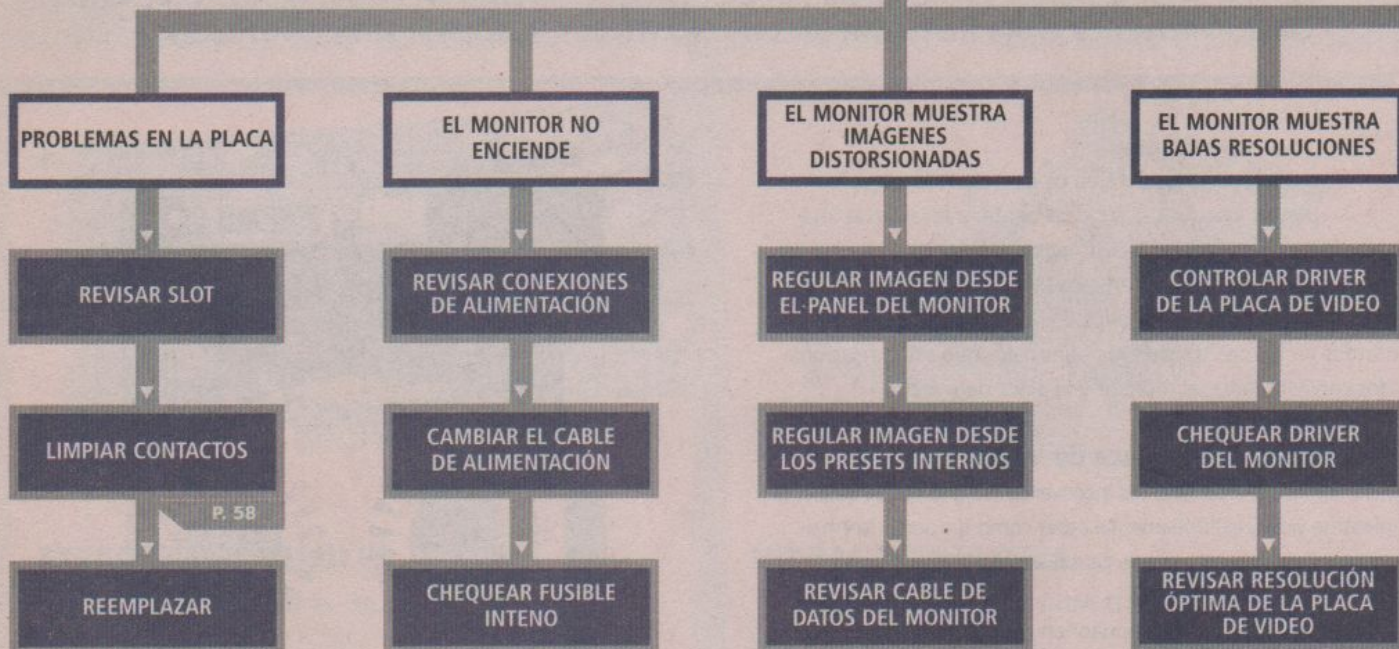 PROBLEMAS EN LA PLACA
REVISAR SLOT
LIMPIAR CONTACTOS
P. 58
REEMPLAZAR
EL MONITOR NO
ENCIENDE
REVISAR CONEXIONES
DE ALIMENTACIÓN
CAMBIAR EL CABLE
DE ALIMENTACIÓN
CHEQUEAR FUSIBLE
INTENO
EL MONITOR MUESTRA
IMÁGENES
DISTORSIONADAS
REGULAR IMAGEN DESDE
EL PANEL DEL MONITOR
REGULAR IMAGEN DESDE
LOS PRESETS INTERNOS
REVISAR CABLE DE
DATOS DEL MONITOR
EL MONITOR MUESTRA
BAJAS RESOLUCIONES
CONTROLAR DRIVER
DE LA PLACA DE VIDEO
CHEQUEAR DRIVER
DEL MONITOR
REVISAR RESOLUCIÓN
ÓPTIMA DE LA PLACA
DE VIDEO